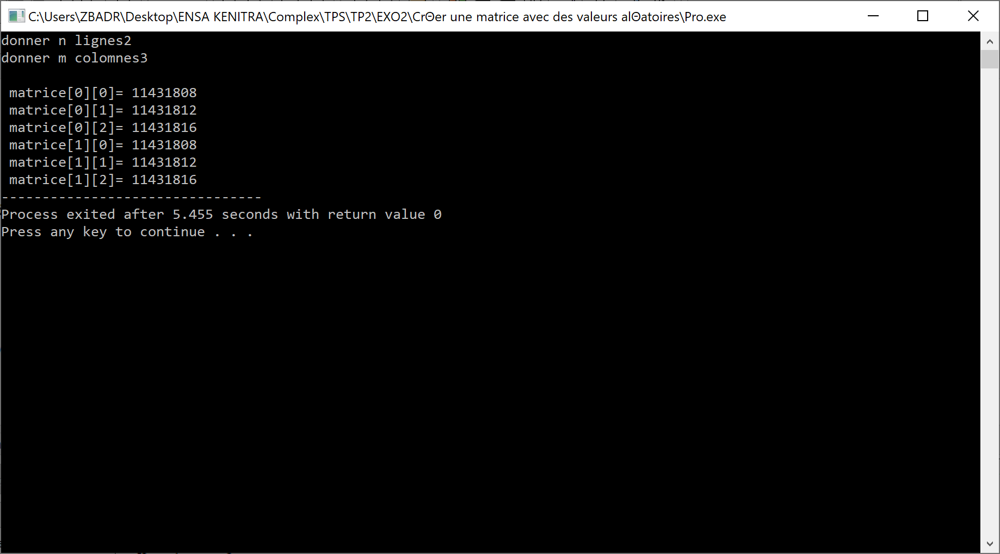 C:\Users\ZBADR\Desktop\ENSA KENITRA\Complex\TPS\TP2\EXO2\CrΘer une matrice avec des valeurs alΘatoires\Pro.exe
donner n lignes2
donner m colomnes3
matrice[0][0]= 11431808
matrice[0][1]= 11431812
matrice[0][2]= 11431816
matrice[1][0]= 11431808
matrice[1][1]= 11431812
matrice[1][2]= 11431816
--------------------------------
Process exited after 5.455 seconds with return value 0
Press any key to continue . . .